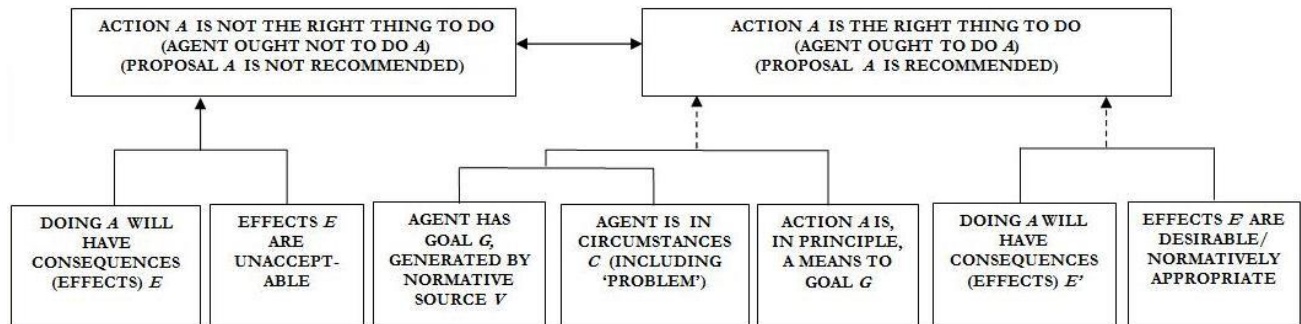 ACTION A IS NOT THE RIGHT THING TO DO
(AGENT OUGHT NOT TO DO A)
(PROPOSAL A IS NOT RECOMMENDED)
ACTION A IS THE RIGHT THING TO DO
(AGENT OUGHT TO DO A)
(PROPOSAL A IS RECOMMENDED)
DOING A WILL
HAVE
CONSEQUENCES
(EFFECTS) E
EFFECTS E
ARE
UNACCEPT-
ABLE
AGENT HAS
GOAL G,
GENERATED BY
NORMATIVE
SOURCE V
AGENT IS IN
CIRCUMSTANCES
C (INCLUDING
‘PROBLEM’)
ACTION A IS,
IN PRINCIPLE,
A MEANS TO
GOAL G
DOING A WILL
HAVE
CONSEQUENCES
(EFFECTS) E’
EFFECTS E’ ARE
DESIRABLE/
NORMATIVELY
APPROPRIATE